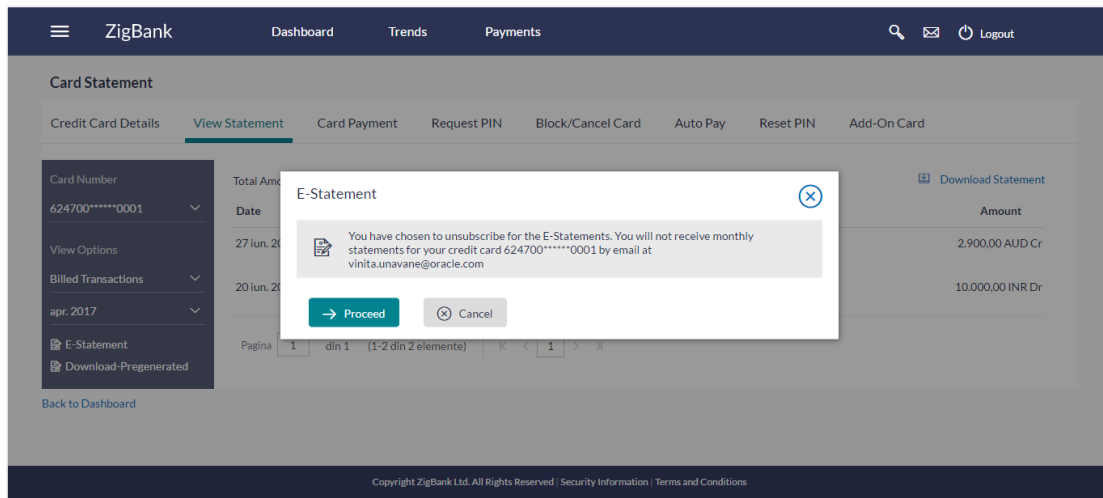 ZigBank Dashboard Trends Payments Logout
Card Statement
Credit Card Details View Statement Card Payment Request PIN Block/Cancel Card Auto Pay Reset PIN Add-On Card
Card Number
624700******0001
View Options
Billed Transactions
apr. 2017
E-Statement
Download-Pregenerated
Back to Dashboard
Total Download Statement
Date Amount
27 iun. 2.900,00 AUD Cr
20 iun. 10.000,00 INR Dr
Pagina 1 din 1 (1-2 din 2 elemente) 1
E-Statement
You have chosen to unsubscribe for the E-Statements. You will not receive monthly
statements for your credit card 624700******0001 by email at
vinita.unavane@oracle.com
Proceed Cancel
Copyright ZigBank Ltd. All Rights Reserved | Security Information | Terms and Conditions